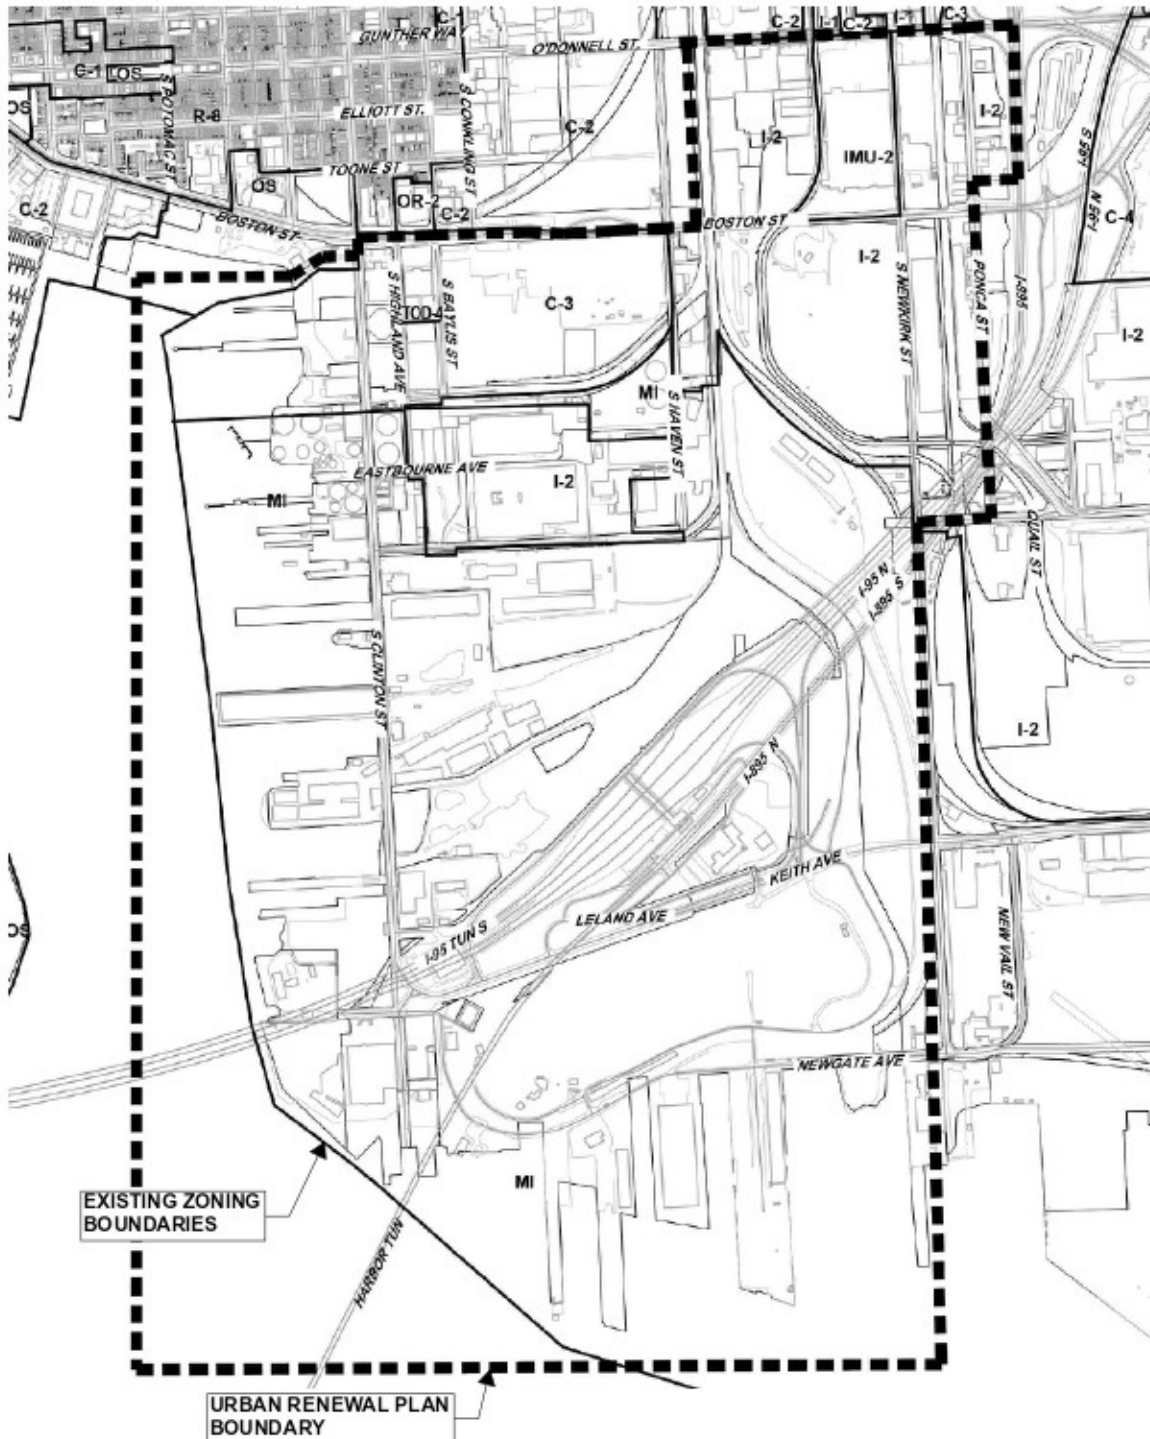 C-1
GUNTHER WAY
O'DONNELL ST.
C-2
I-1
C-2
I-1
C-3
C-1
LOS
OS
S POTOMAC ST
R-8
ELLIOTT ST.
S CONKLING ST
C-2
I-2
IMU-2
I-2
I-895 S
TOONE ST
OS
OR-2
C-2
C-2
BOSTON ST.
BOSTON ST
N I-895
C-4
S HIGHLAND AVE
TOD-4
S BAYLIS ST
C-3
I-2
S NEWKIRK ST
PONCA ST
I-895
I-2
MI
S HAVEN ST
EASTBOURNE AVE
I-2
MI
QUAIL ST
I-95 N
I-895 S
S CLINTON ST
I-2
I-895 N
KEITH AVE
LELAND AVE
I-95 TUN S
OS
NEW VAIL ST
NEWGATE AVE
MI
EXISTING ZONING
BOUNDARIES
HARBOR TUN
URBAN RENEWAL PLAN
BOUNDARY